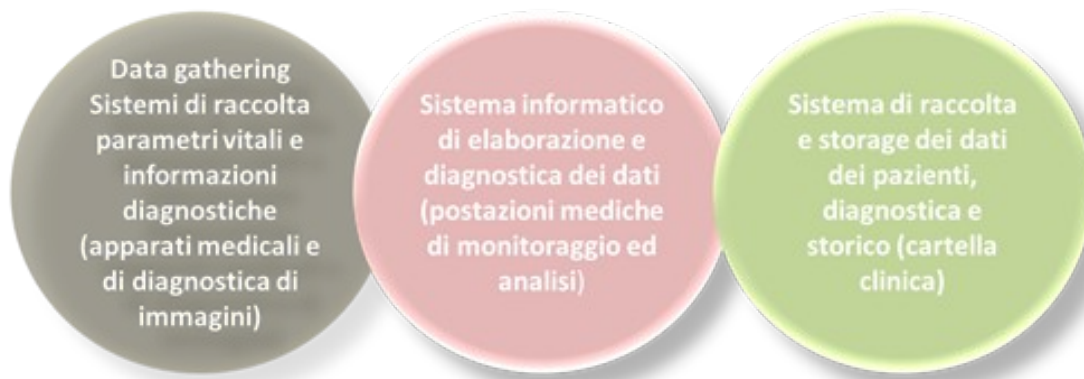 Data gathering
Sistemi di raccolta
parametri vitali e
informazioni
diagnostiche
(apparati medicali e
di diagnostica di
immagini)
Sistema informatico
di elaborazione e
diagnostica dei dati
(postazioni mediche
di monitoraggio ed
analisi)
Sistema di raccolta
e storage dei dati
dei pazienti,
diagnostica e
storico (cartella
clinica)